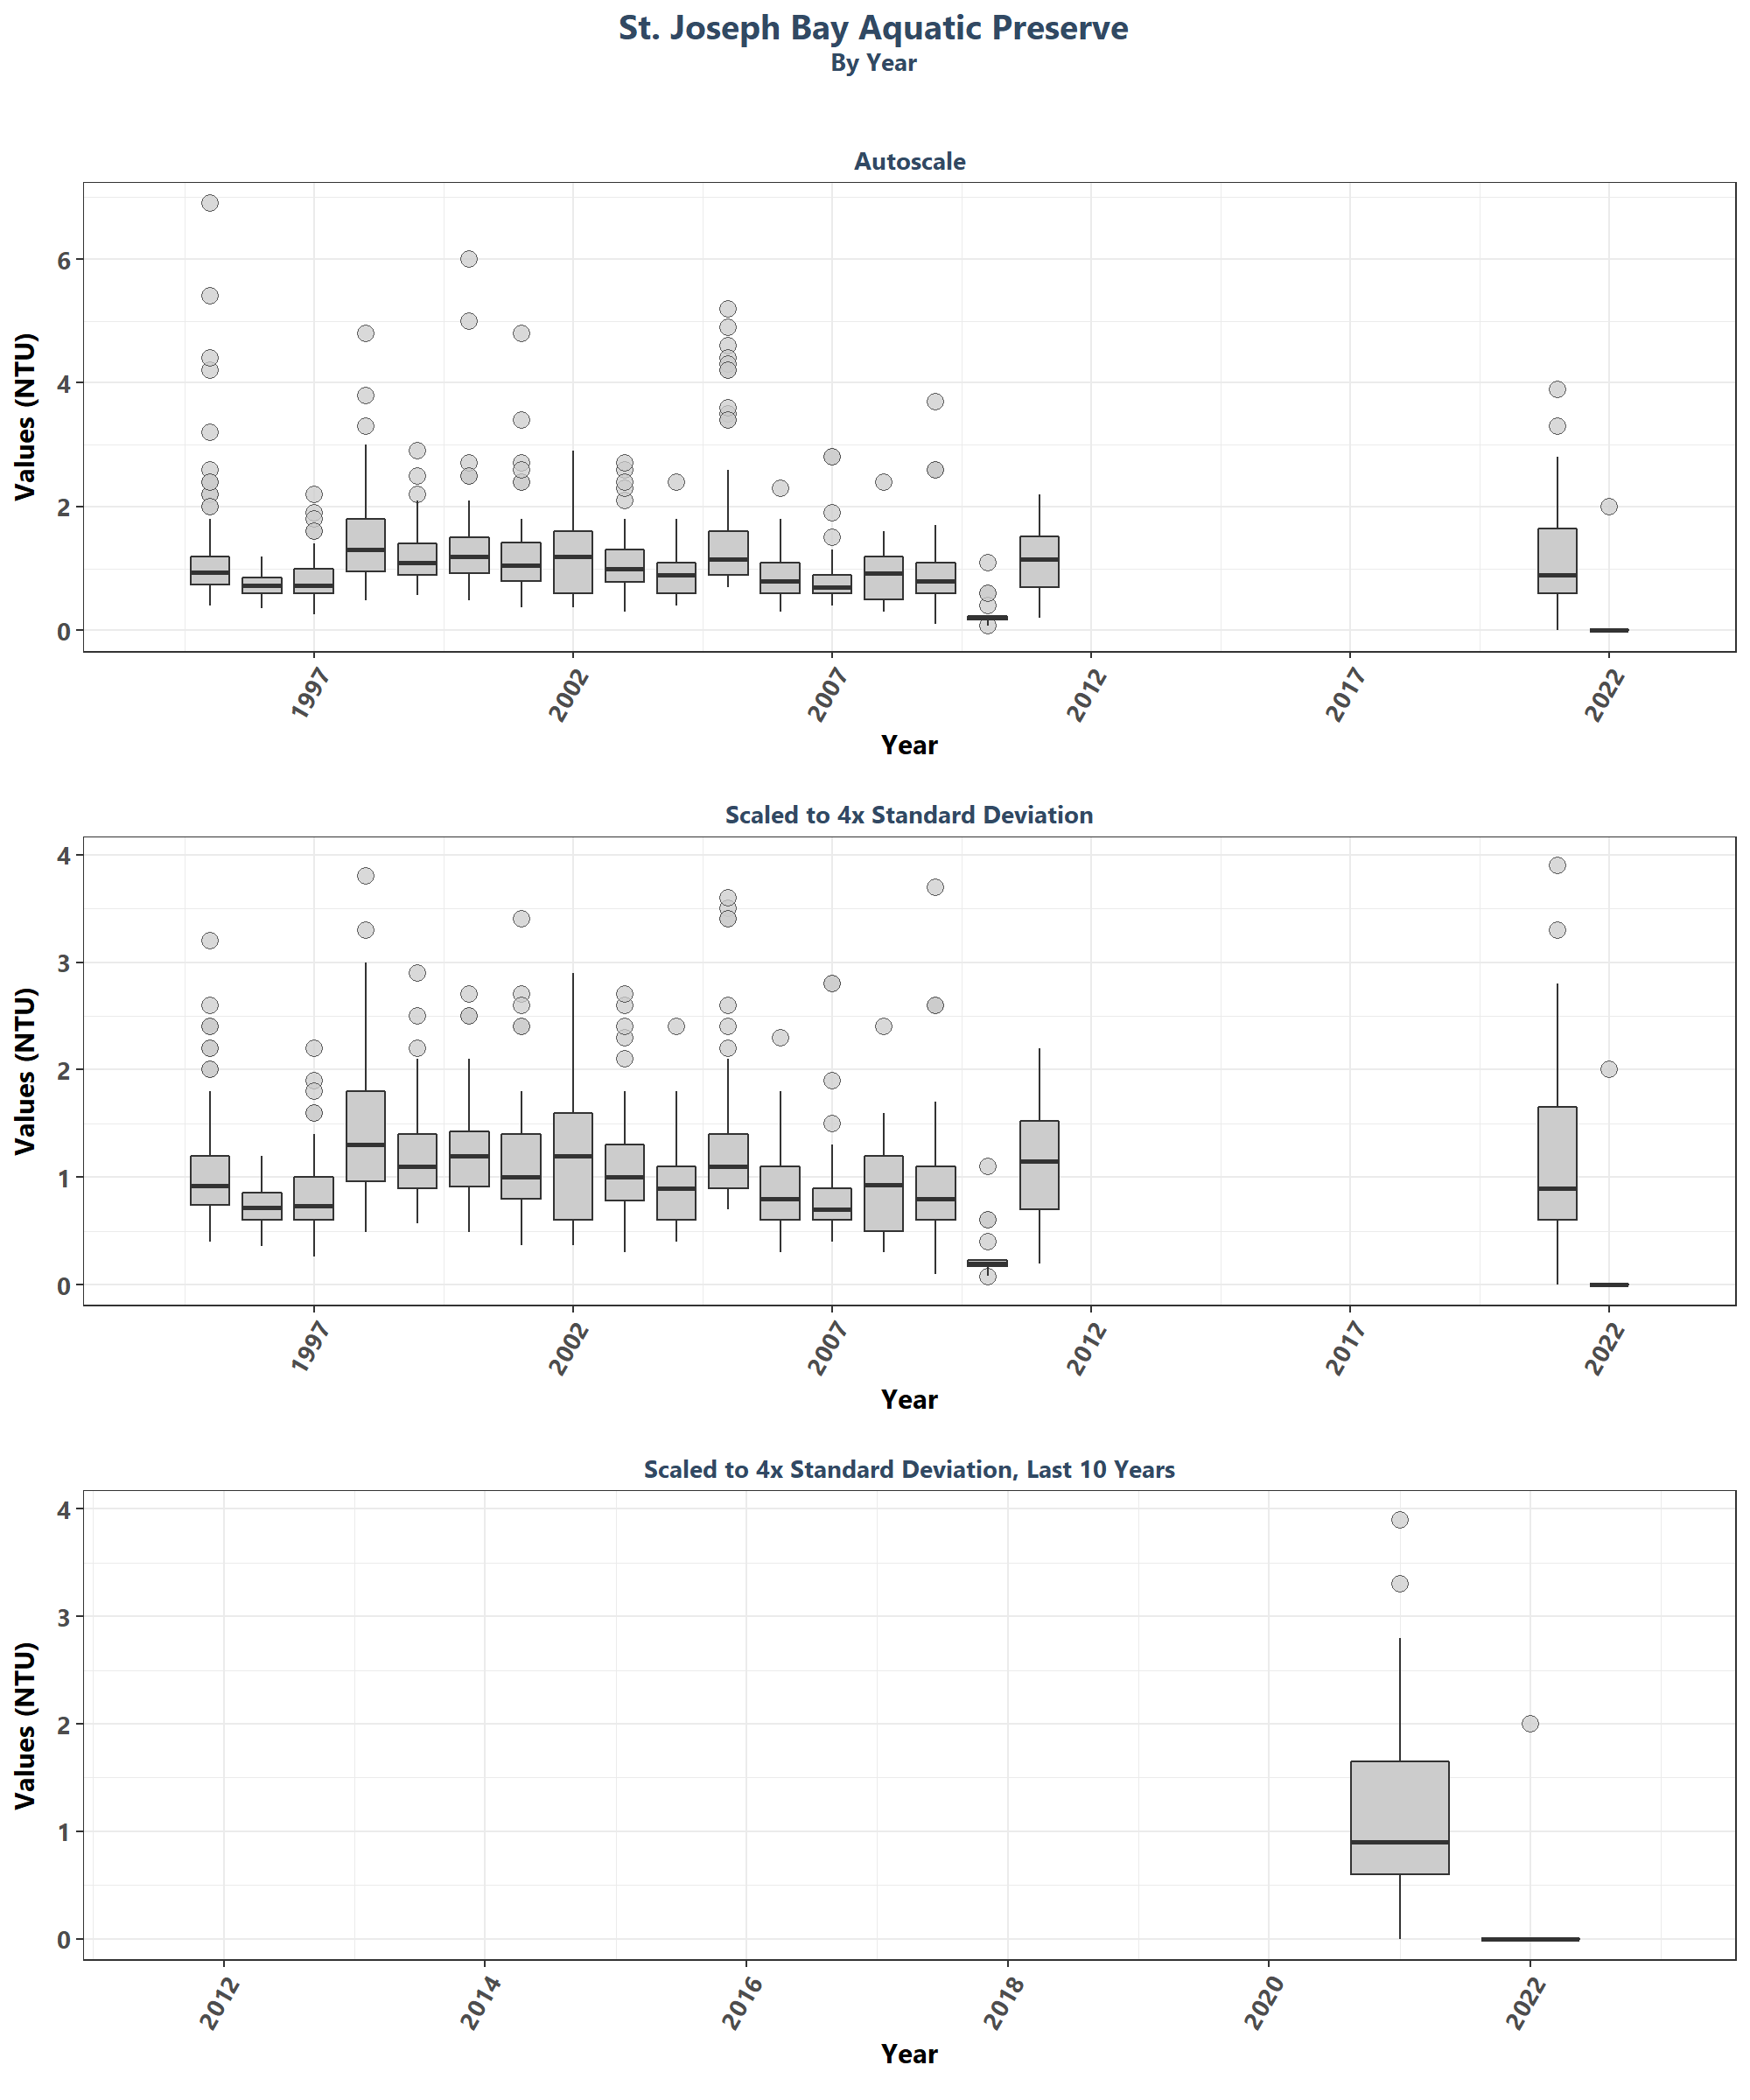 St. Joseph Bay Aquatic Preserve
By Year
Autoscale
Values (NTU)
6
4
2
0
1997
2002
2007
2012
2017
2022
Year
Scaled to 4x Standard Deviation
Values (NTU)
4
3
2
1
0
1997
2002
2007
2012
2017
2022
Year
Scaled to 4x Standard Deviation, Last 10 Years
Values (NTU)
4
3
2
1
0
2012
2014
2016
2018
2020
2022
Year